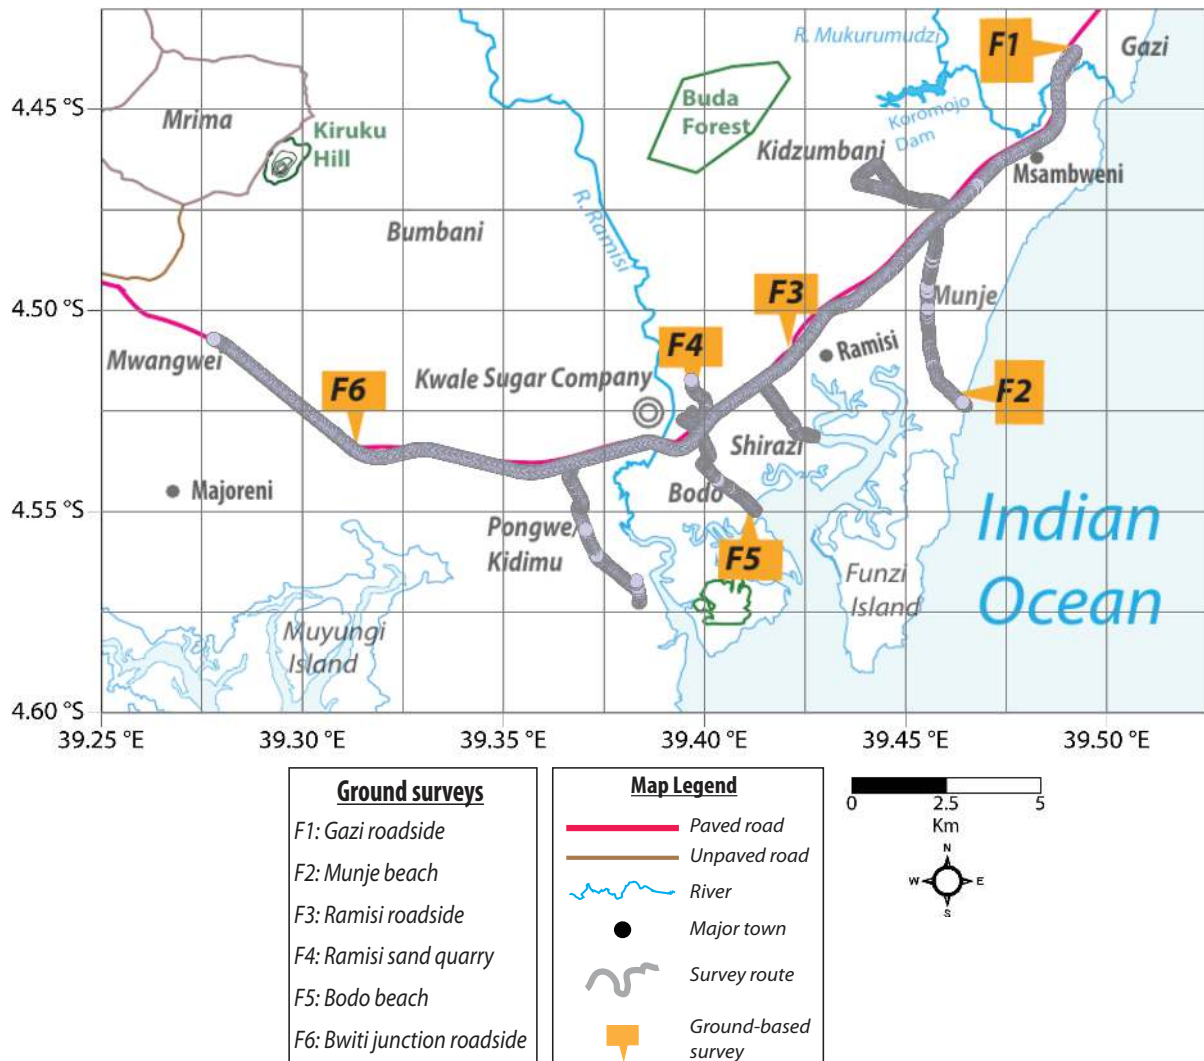 R. Mukurumudzi
F1
Gazi
4.45 °S
Mrima
Kiruku
Hill
Buda
Forest
Koromojo
Dam
Kidzumbani
Msambweni
Bumbani
R. Ramisi
4.50 °S
F3
Munje
Mwangwei
F6
Kwale Sugar Company
F4
Ramisi
F2
Shirazi
Majoreni
Bodo
4.55 °S
Pongwe/
Kidimu
F5
Indian
Ocean
Funzi
Island
Muyungi
Island
4.60 °S
39.25 °E
39.30 °E
39.35 °E
39.40 °E
39.45 °E
39.50 °E
Ground surveys
F1: Gazi roadside
F2: Munje beach
F3: Ramisi roadside
F4: Ramisi sand quarry
F5: Bodo beach
F6: Bwiti junction roadside
Map Legend
Paved road
Unpaved road
River
Major town
Survey route
Ground-based
survey
0 2.5 5
Km
N
W E
S